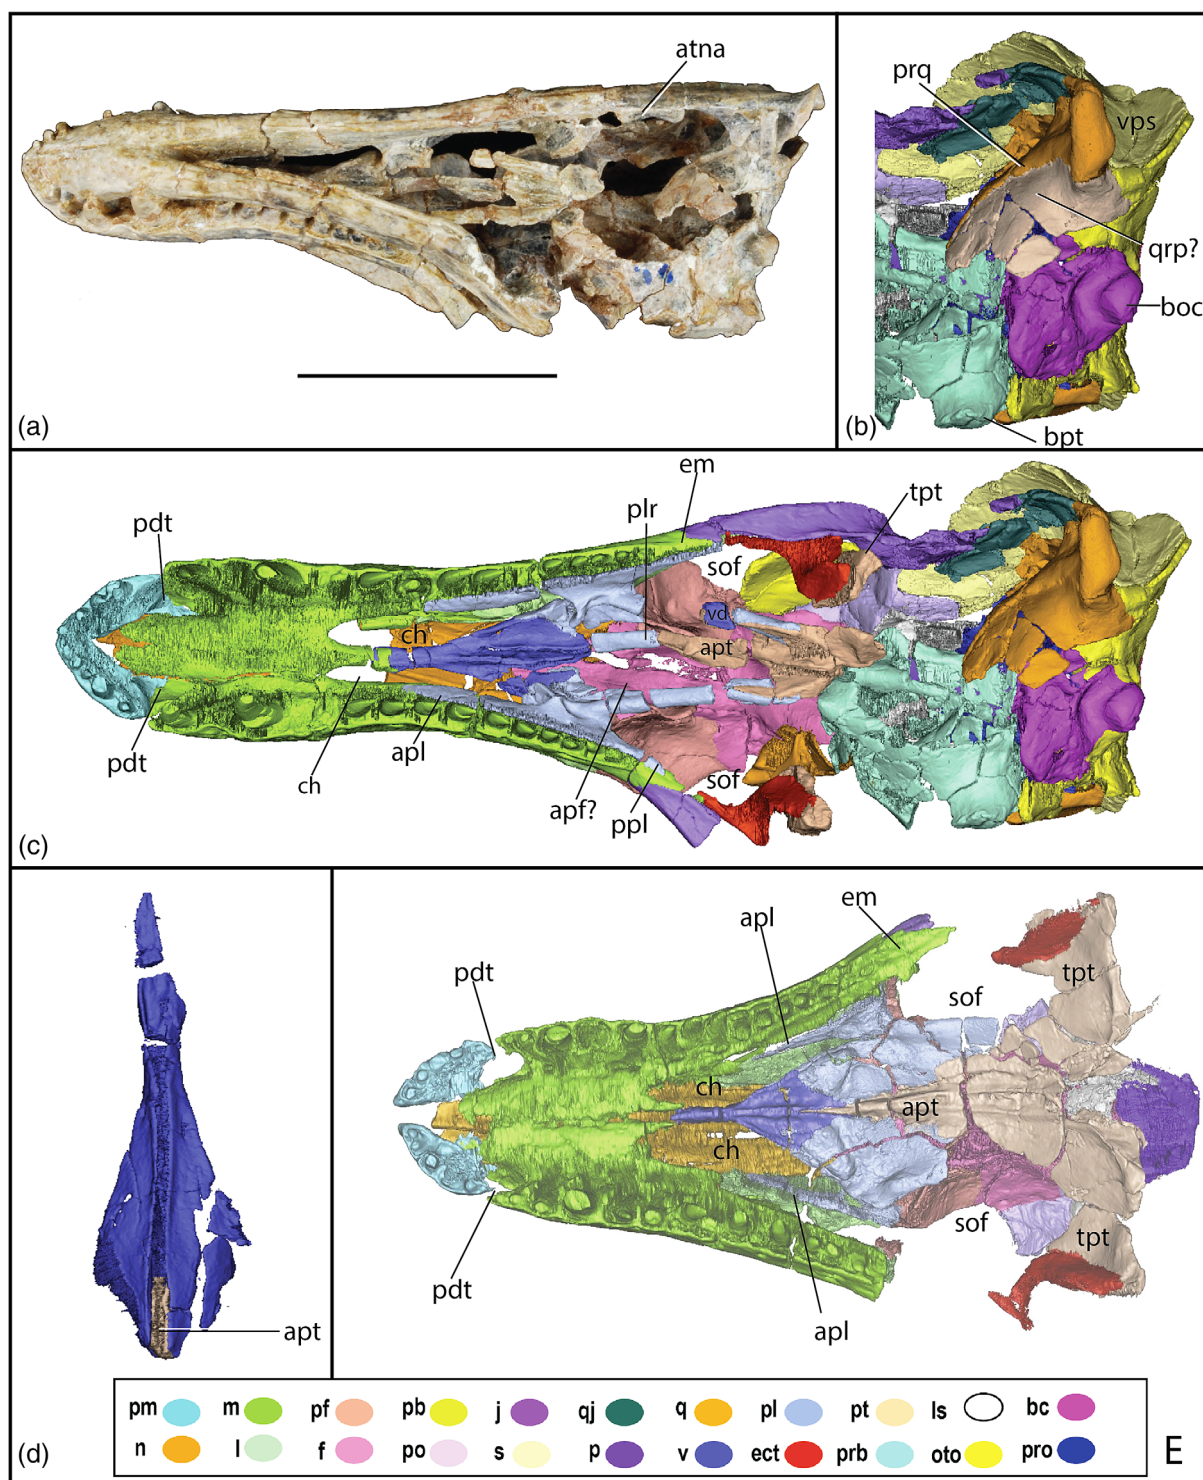 atna
(a)
prq
vps
qrp?
boc
bpt
(b)
em
tpt
plr
pdt
sof
ch
vd
apt
pdt
ch
apl
apf?
ppl
sof
(c)
em
apl
pdt
sof
tpt
ch
apt
ch
sof
tpt
pdt
apl
apt
(d)
pm m pf pb j qj q pl pt ls bc
n l f po s p v ect prb oto pro
E